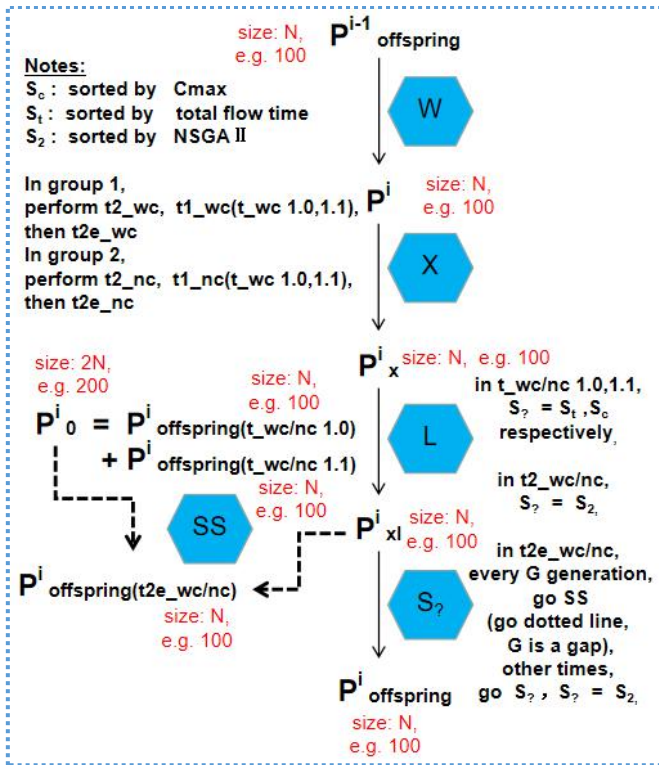 size: N,
e.g. 100
P^{i-1} offspring
Notes:
S_c : sorted by Cmax
S_t : sorted by total flow time
S_2 : sorted by NSGA II
W
In group 1,
perform t2_wc, t1_wc(t_wc 1.0,1.1),
then t2e_wc
In group 2,
perform t2_nc, t1_nc(t_wc 1.0,1.1),
then t2e_nc
P^i
size: N,
e.g. 100
X
P^i x
size: N, e.g. 100
size: 2N,
e.g. 200
size: N,
e.g. 100
P^i 0 = P^i offspring(t_wc/nc 1.0)
+ P^i offspring(t_wc/nc 1.1)
size: N,
e.g. 100
L
in t_wc/nc 1.0,1.1,
S_? = S_t ,S_c
respectively,
in t2_wc/nc,
S_? = S_2,
SS
P^i xl
size: N,
e.g. 100
P^i offspring(t2e_wc/nc)
size: N,
e.g. 100
S_?
in t2e_wc/nc,
every G generation,
go SS
(go dotted line,
G is a gap),
other times,
go S_? , S_? = S_2,
P^i offspring
size: N,
e.g. 100